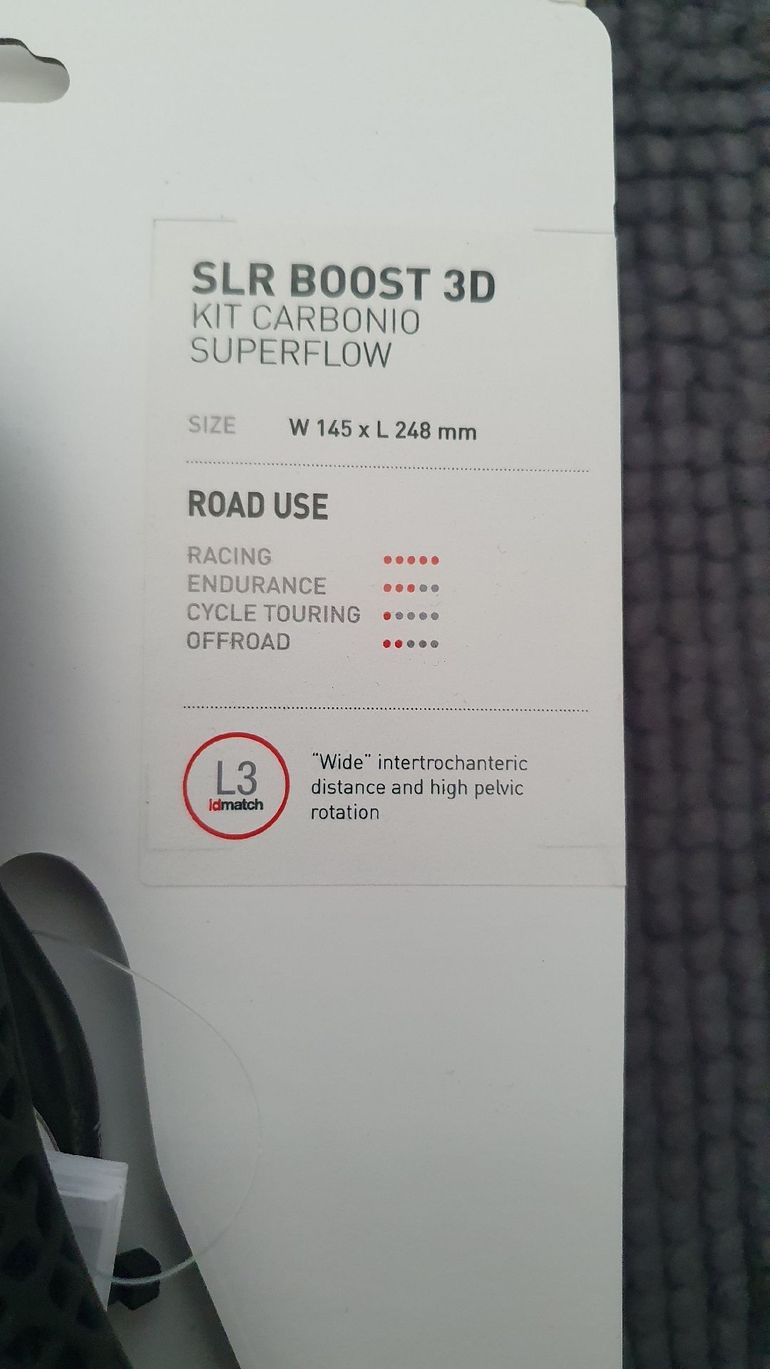 SLR BOOST 3D
KIT CARBONIO
SUPERFLOW
SIZE W 145 x L 248 mm
ROAD USE
RACING
ENDURANCE
CYCLE TOURING
OFFROAD
L3
idmatch
“Wide” intertrochanteric
distance and high pelvic
rotation